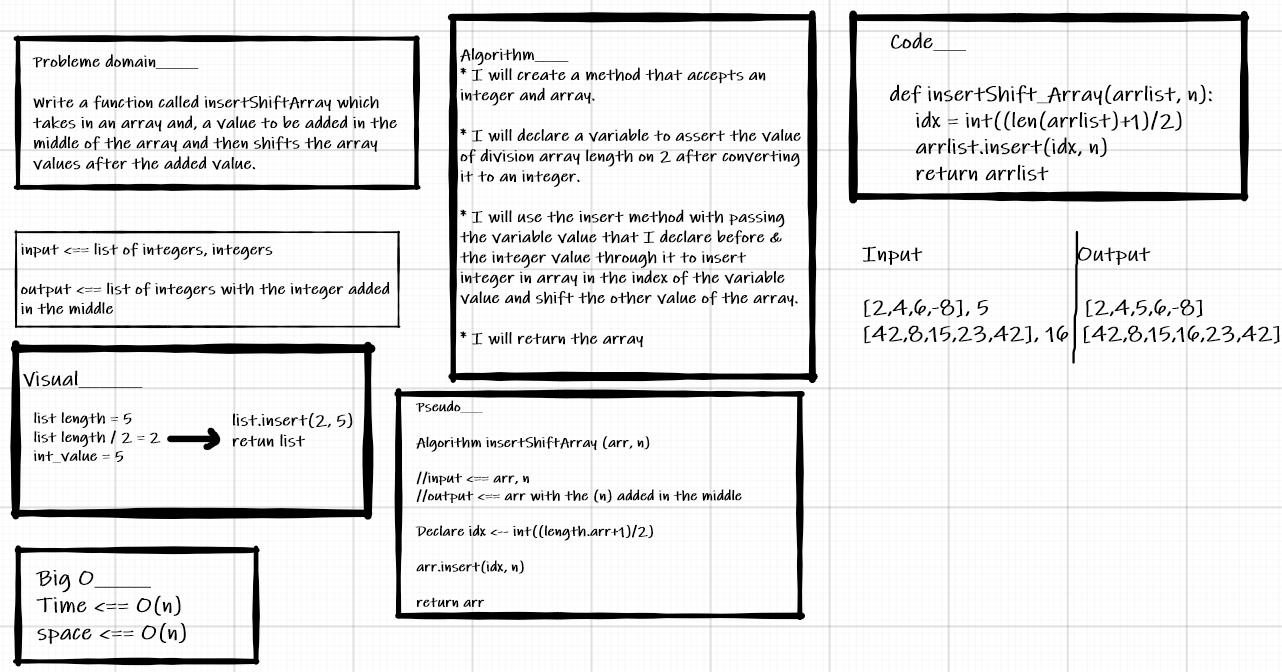 Probleme domain_____
Write a function called insertShiftArray which
takes in an array and, a value to be added in the
middle of the array and then shifts the array
values after the added value.
input <== list of integers, integers
output <== list of integers with the integer added
in the middle
Visual_______
list length = 5
list length / 2 = 2
int_value = 5
list.insert(2, 5)
retun list
Big O_____
Time <== O(n)
space <== O(n)
Algorithm____
* I will create a method that accepts an
integer and array.
* I will declare a variable to assert the value
of division array length on 2 after converting
it to an integer.
* I will use the insert method with passing
the variable value that I declare before &
the integer value through it to insert
integer in array in the index of the variable
value and shift the other value of the array.
* I will return the array
Pseudo___
Algorithm insertShiftArray (arr, n)
//input <== arr, n
//output <== arr with the (n) added in the middle
Declare idx <-- int((length.arr+1)/2)
arr.insert(idx, n)
return arr
Code___
def insertShift_Array(arrlist, n):
idx = int((len(arrlist)+1)/2)
arrlist.insert(idx, n)
return arrlist
Input Output
[2,4,6,-8], 5 [2,4,5,6,-8]
[42,8,15,23,42], 16 [42,8,15,16,23,42]